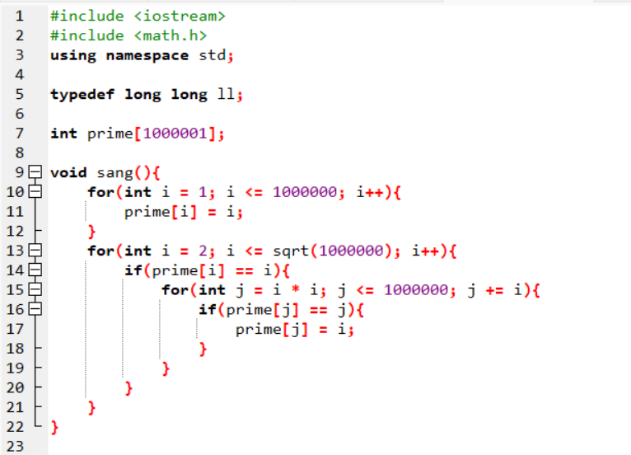 1 #include <iostream>
2 #include <math.h>
3 using namespace std;
4
5 typedef long long ll;
6
7 int prime[1000001];
8
9 void sang(){
10 for(int i = 1; i <= 1000000; i++){
11 prime[i] = i;
12 }
13 for(int i = 2; i <= sqrt(1000000); i++){
14 if(prime[i] == i){
15 for(int j = i * i; j <= 1000000; j += i){
16 if(prime[j] == j){
17 prime[j] = i;
18 }
19 }
20 }
21 }
22 }
23